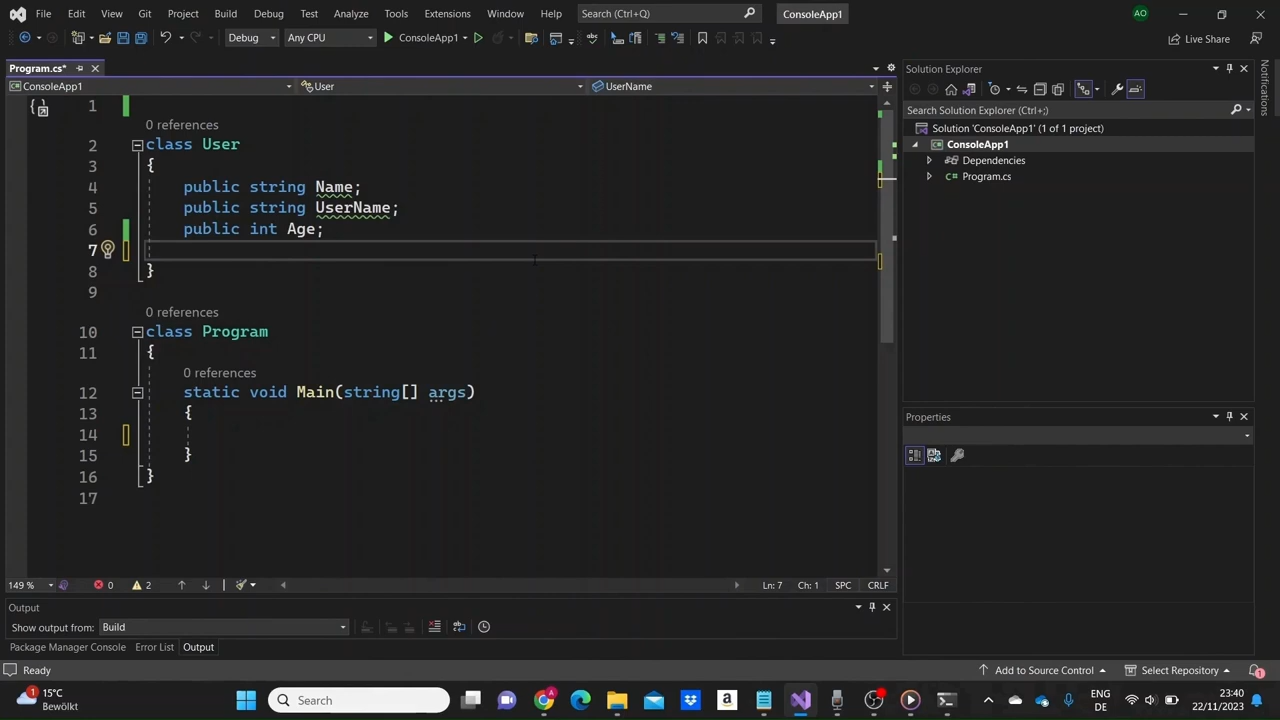 File Edit View Git Project Build Debug Test Analyze Tools Extensions Window Help Search (Ctrl+Q) ConsoleApp1 AO
Debug Any CPU ConsoleApp1 Live Share
Program.cs* Solution Explorer Notifications
ConsoleApp1 User UserName
Search Solution Explorer (Ctrl+;)
Solution 'ConsoleApp1' (1 of 1 project)
ConsoleApp1
Dependencies
Program.cs
1
0 references
2 class User
3 {
4 public string Name;
5 public string UserName;
6 public int Age;
7
8 }
9
0 references
10 class Program
11 {
0 references
12 static void Main(string[] args)
13 {
14
15 }
16 }
17
Properties
149 % 0 2 Ln: 7 Ch: 1 SPC CRLF
Output
Show output from: Build
Package Manager Console Error List Output
Ready Add to Source Control Select Repository 1
1 15°C
Bewölkt
Search
ENG
DE
23:40
22/11/2023